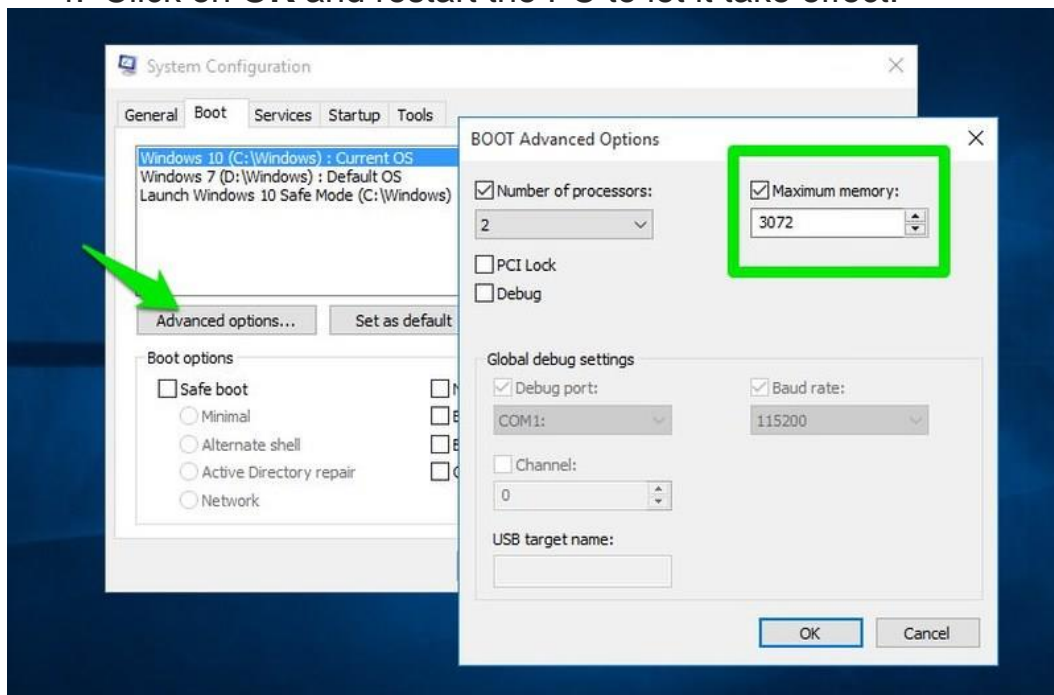 System Configuration
General Boot Services Startup Tools
Windows 10 (C:\Windows) : Current OS
Windows 7 (D:\Windows) : Default OS
Launch Windows 10 Safe Mode (C:\Windows)
Advanced options... Set as default
Boot options
Safe boot
Minimal
Alternate shell
Active Directory repair
Network
BOOT Advanced Options
Number of processors: Maximum memory:
2 3072
PCI Lock
Debug
Global debug settings
Debug port: Baud rate:
COM1: 115200
Channel:
0
USB target name:
OK Cancel